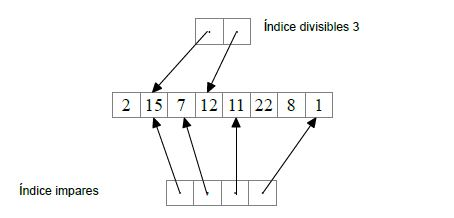 Índice divisibles 3
2 15 7 12 11 22 8 1
Índice impares